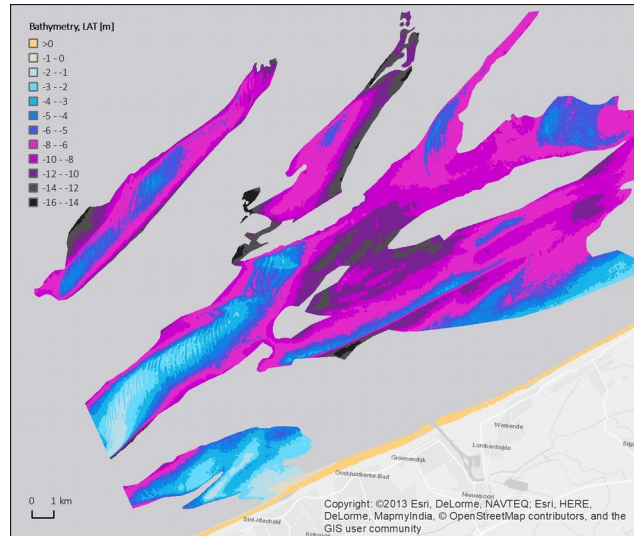 Bathymetry, LAT [m]
>0
-1 - 0
-2 - -1
-3 - -2
-4 - -3
-5 - -4
-6 - -5
-8 - -6
-10 - -8
-12 - -10
-14 - -12
-16 - -14
Westende
Lombardsijde
Groenendijk
Oostduinkerke-Bad
Nieuwpoort
Sint-Idesbald
0 1 km
Copyright: ©2013 Esri, DeLorme, NAVTEQ; Esri, HERE,
DeLorme, MapmyIndia, © OpenStreetMap contributors, and the
GIS user community